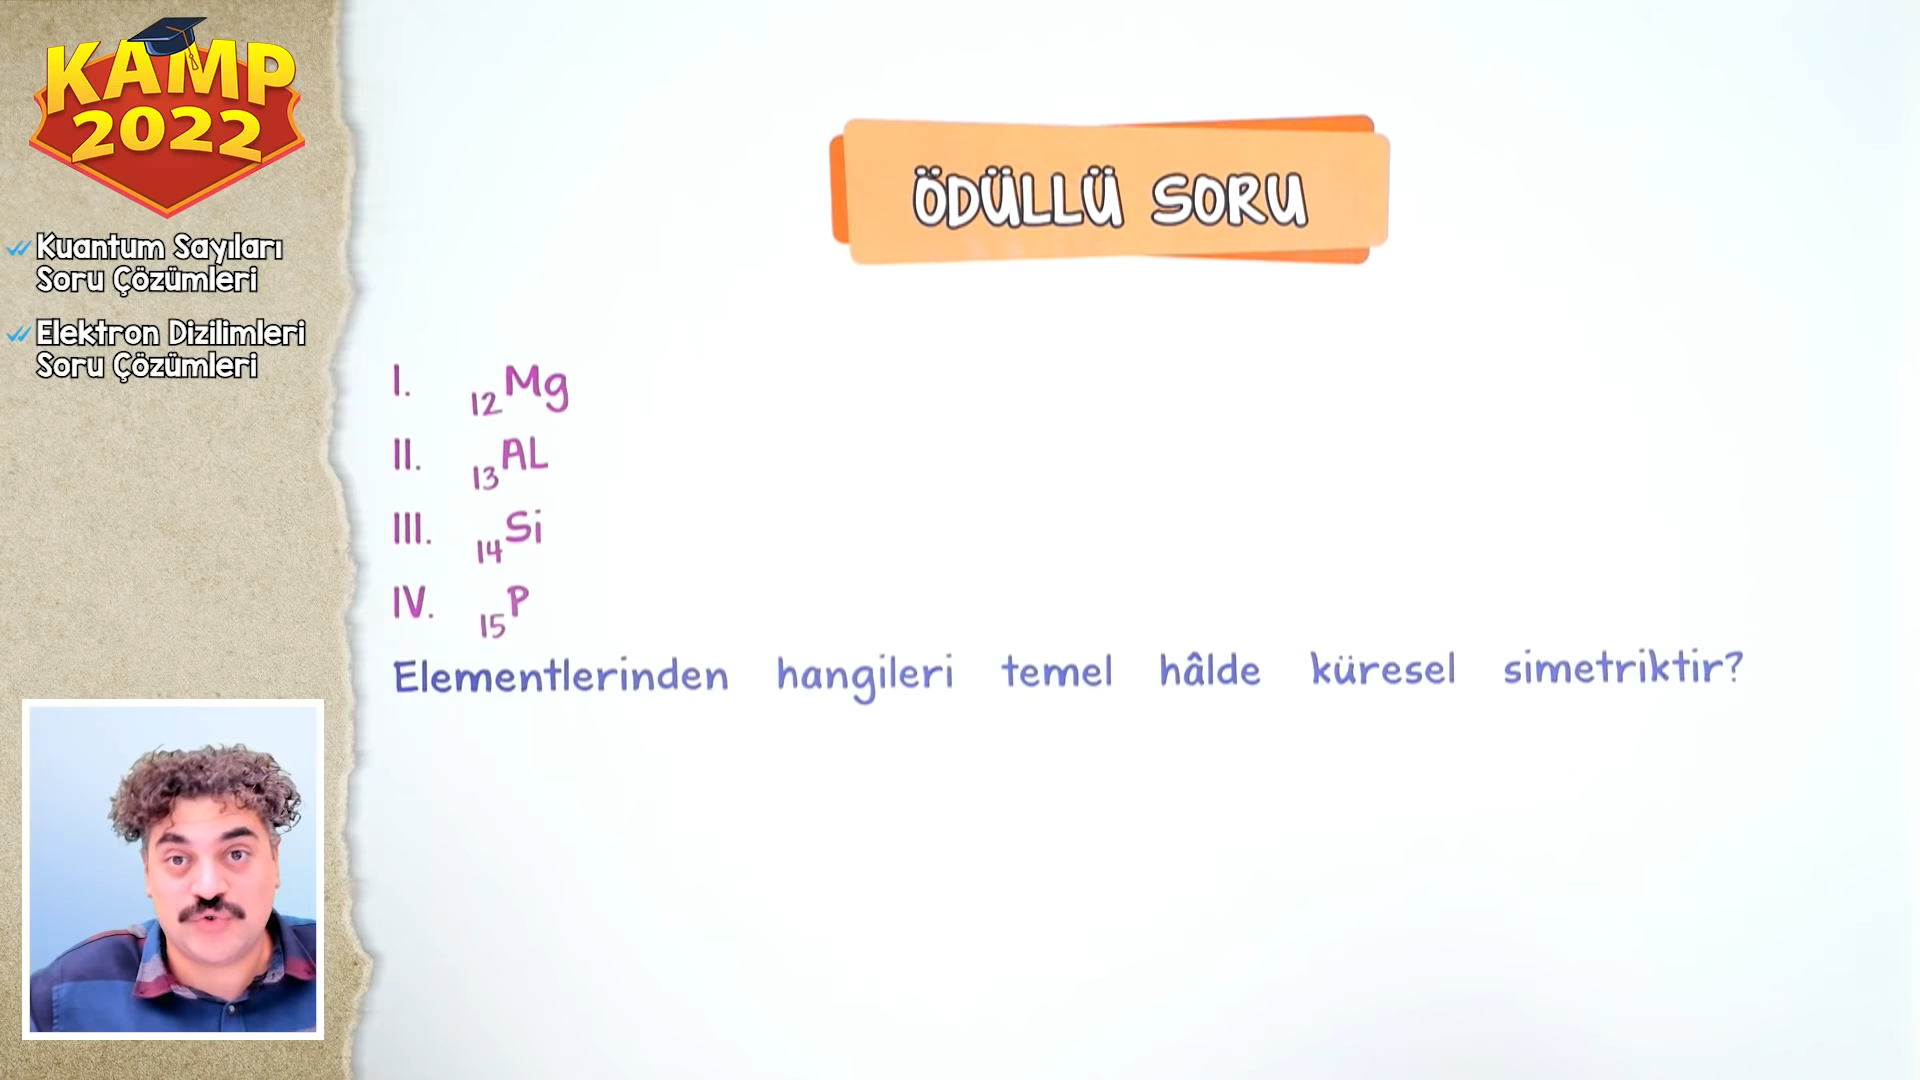 KAMP
2022
Kuantum Sayıları
Soru Çözümleri
Elektron Dizilimleri
Soru Çözümleri
ÖDÜLLÜ SORU
I. 12Mg
II. 13AL
III. 14Si
IV. 15P
Elementlerinden hangileri temel hâlde küresel simetriktir?